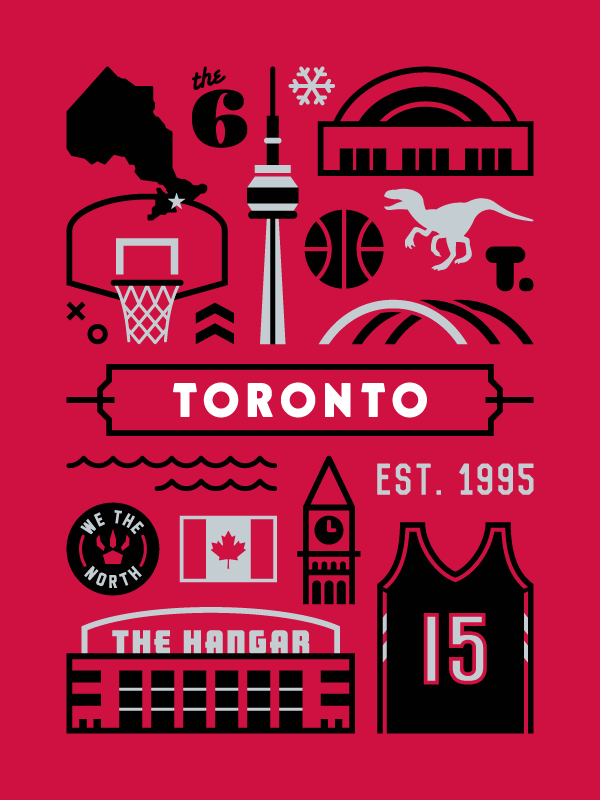 the
6
T.
TORONTO
EST. 1995
WE THE
NORTH
15
THE HANGAR